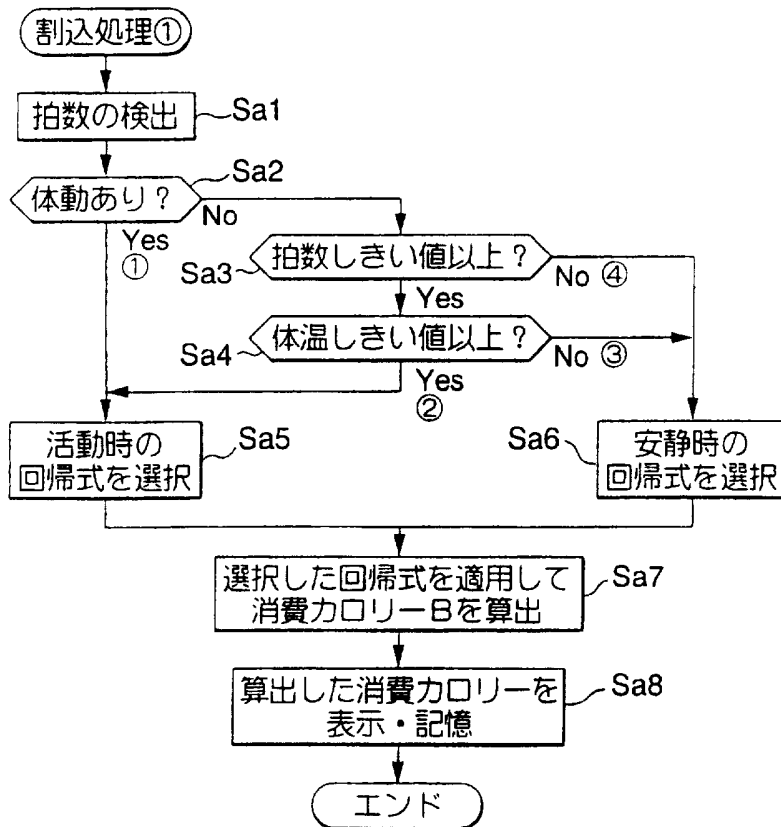 割込処理①
拍数の検出
Sa1
体動あり？
Sa2
No
Yes
①
拍数しきい値以上？
Sa3
No ④
Yes
体温しきい値以上？
Sa4
No ③
Yes
②
活動時の
回帰式を選択
Sa5
安静時の
回帰式を選択
Sa6
選択した回帰式を適用して
消費カロリーBを算出
Sa7
算出した消費カロリーを
表示・記憶
Sa8
エンド